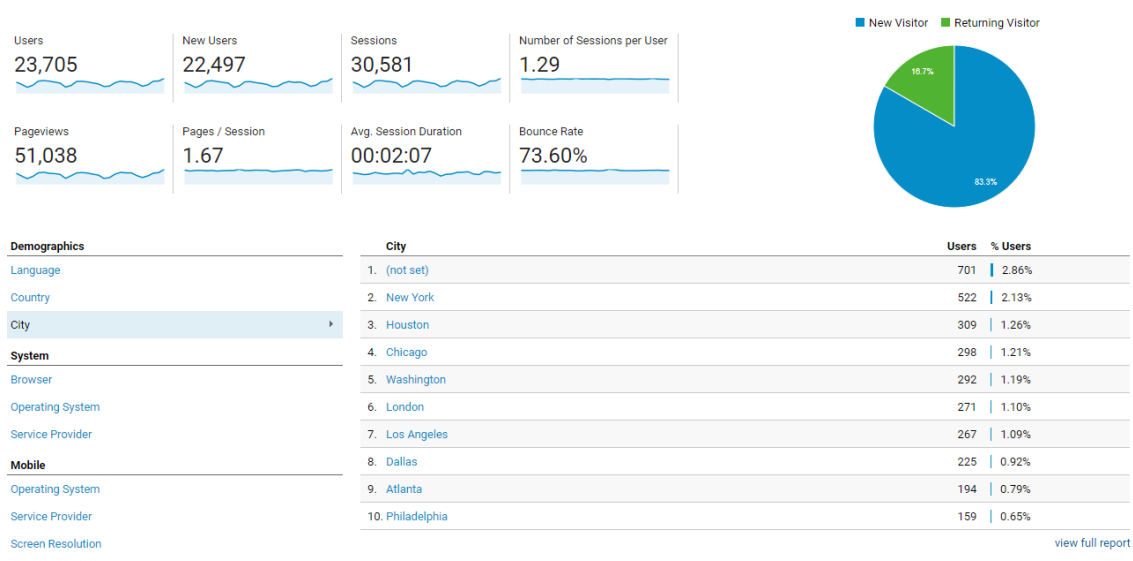 New Visitor Returning Visitor
Users New Users Sessions Number of Sessions per User
23,705 22,497 30,581 1.29
18.7%
Pageviews Pages / Session Avg. Session Duration Bounce Rate
51,038 1.67 00:02:07 73.60%
83.3%
Demographics
Language
Country
City
System
Browser
Operating System
Service Provider
Mobile
Operating System
Service Provider
Screen Resolution
City Users % Users
1. (not set) 701 2.86%
2. New York 522 2.13%
3. Houston 309 1.26%
4. Chicago 298 1.21%
5. Washington 292 1.19%
6. London 271 1.10%
7. Los Angeles 267 1.09%
8. Dallas 225 0.92%
9. Atlanta 194 0.79%
10. Philadelphia 159 0.65%
view full report